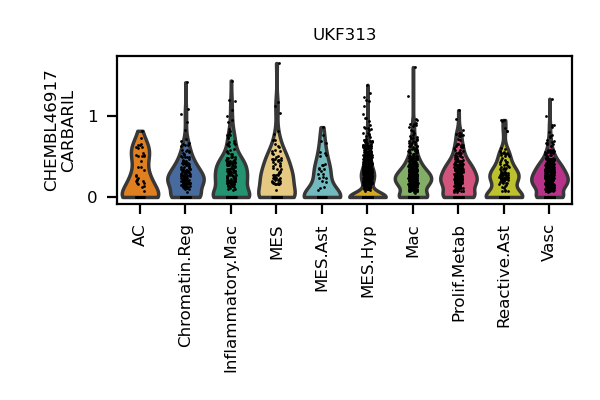 UKF313
CHEMBL46917
CARBARIL
1
0
AC
Chromatin.Reg
Inflammatory.Mac
MES
MES.Ast
MES.Hyp
Mac
Prolif.Metab
Reactive.Ast
Vasc